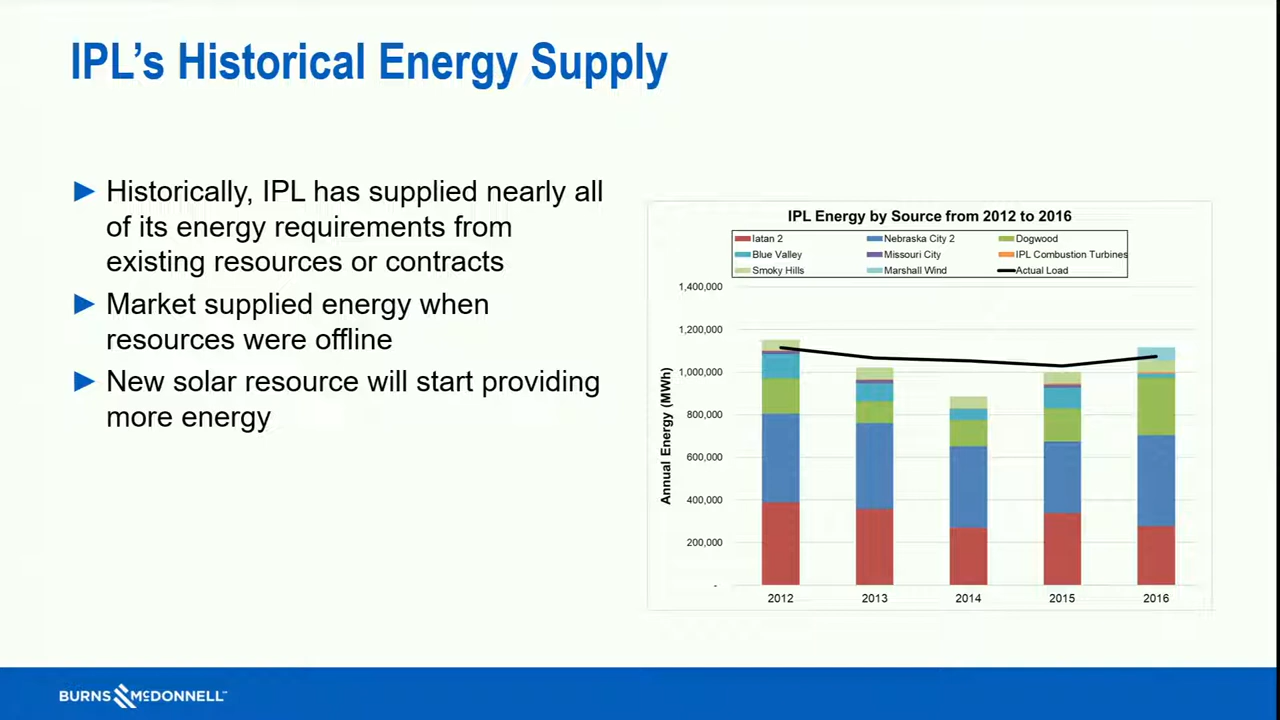 IPL's Historical Energy Supply
► Historically, IPL has supplied nearly all
of its energy requirements from
existing resources or contracts
► Market supplied energy when
resources were offline
► New solar resource will start providing
more energy
IPL Energy by Source from 2012 to 2016
Iatan 2 Nebraska City 2 Dogwood
Blue Valley Missouri City IPL Combustion Turbines
Smoky Hills Marshall Wind Actual Load
Annual Energy (MWh)
1,400,000
1,200,000
1,000,000
800,000
600,000
400,000
200,000
-
2012 2013 2014 2015 2016
BURNS McDONNELL™